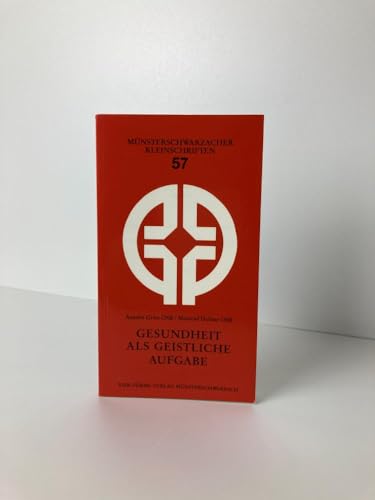 MÜNSTERSCHWARZACHER
KLEINSCHRIFTEN
57
Anselm Grün OSB / Meinrad Dufner OSB
GESUNDHEIT
ALS GEISTLICHE
AUFGABE
VIER-TÜRME-VERLAG MÜNSTERSCHWARZACH